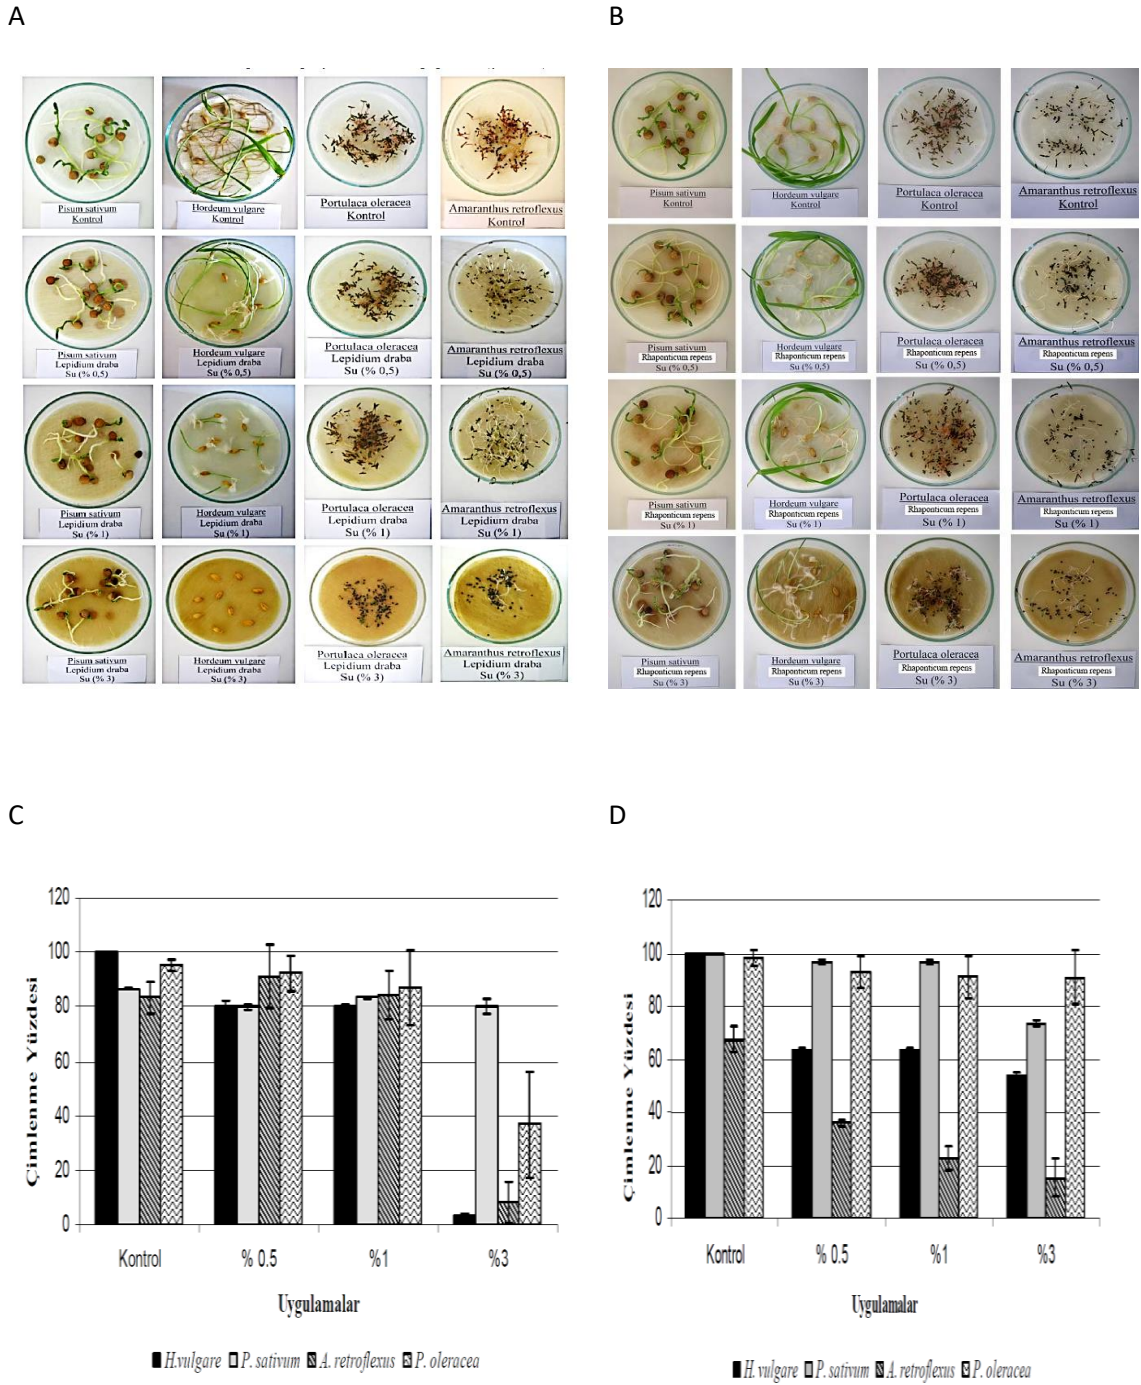 A
B
Pisum sativum
Kontrol
Hordeum vulgare
Kontrol
Portulaca oleracea
Kontrol
Amaranthus retroflexus
Kontrol
Pisum sativum
Kontrol
Hordeum vulgare
Kontrol
Portulaca oleracea
Kontrol
Amaranthus retroflexus
Kontrol
Pisum sativum
Lepidium draba
Su (% 0,5)
Hordeum vulgare
Lepidium draba
Su (% 0,5)
Portulaca oleracea
Lepidium draba
Su (% 0,5)
Amaranthus retroflexus
Lepidium draba
Su (% 0,5)
Pisum sativum
Rhaponticum repens
Su (% 0,5)
Hordeum vulgare
Rhaponticum repens
Su (% 0,5)
Portulaca oleracea
Rhaponticum repens
Su (% 0,5)
Amaranthus retroflexus
Rhaponticum repens
Su (% 0,5)
Pisum sativum
Lepidium draba
Su (% 1)
Hordeum vulgare
Lepidium draba
Su (% 1)
Portulaca oleracea
Lepidium draba
Su (% 1)
Amaranthus retroflexus
Lepidium draba
Su (% 1)
Pisum sativum
Rhaponticum repens
Su (% 1)
Hordeum vulgare
Rhaponticum repens
Su (% 1)
Portulaca oleracea
Rhaponticum repens
Su (% 1)
Amaranthus retroflexus
Rhaponticum repens
Su (% 1)
Pisum sativum
Lepidium draba
Su (% 3)
Hordeum vulgare
Lepidium draba
Su (% 3)
Portulaca oleracea
Lepidium draba
Su (% 3)
Amaranthus retroflexus
Lepidium draba
Su (% 3)
Pisum sativum
Rhaponticum repens
Su (% 3)
Hordeum vulgare
Rhaponticum repens
Su (% 3)
Portulaca oleracea
Rhaponticum repens
Su (% 3)
Amaranthus retroflexus
Rhaponticum repens
Su (% 3)
C
Çimlenme Yüzdesi
120
100
80
60
40
20
0
Kontrol % 0.5 %1 %3
Uygulamalar
H.vulgare P. sativum A. retroflexus P. oleracea
D
Çimlenme Yüzdesi
120
100
80
60
40
20
0
Kontrol % 0.5 %1 %3
Uygulamalar
H. vulgare P. sativum A. retroflexus P. oleracea